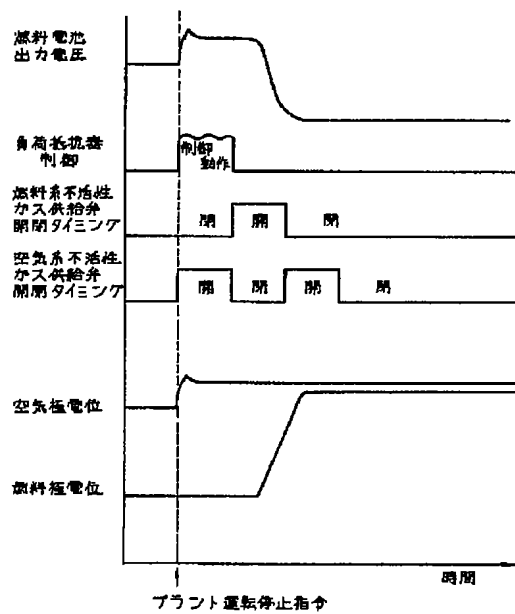 燃料電池
出力電圧
負荷抵抗器
制御
制御
動作
燃料系不活性
ガス供給弁
開閉タイミング
閉 開 閉
空気系不活性
ガス供給弁
開閉タイミング
開 閉 開 閉
空気極電位
燃料極電位
時間
プラント運転停止指令